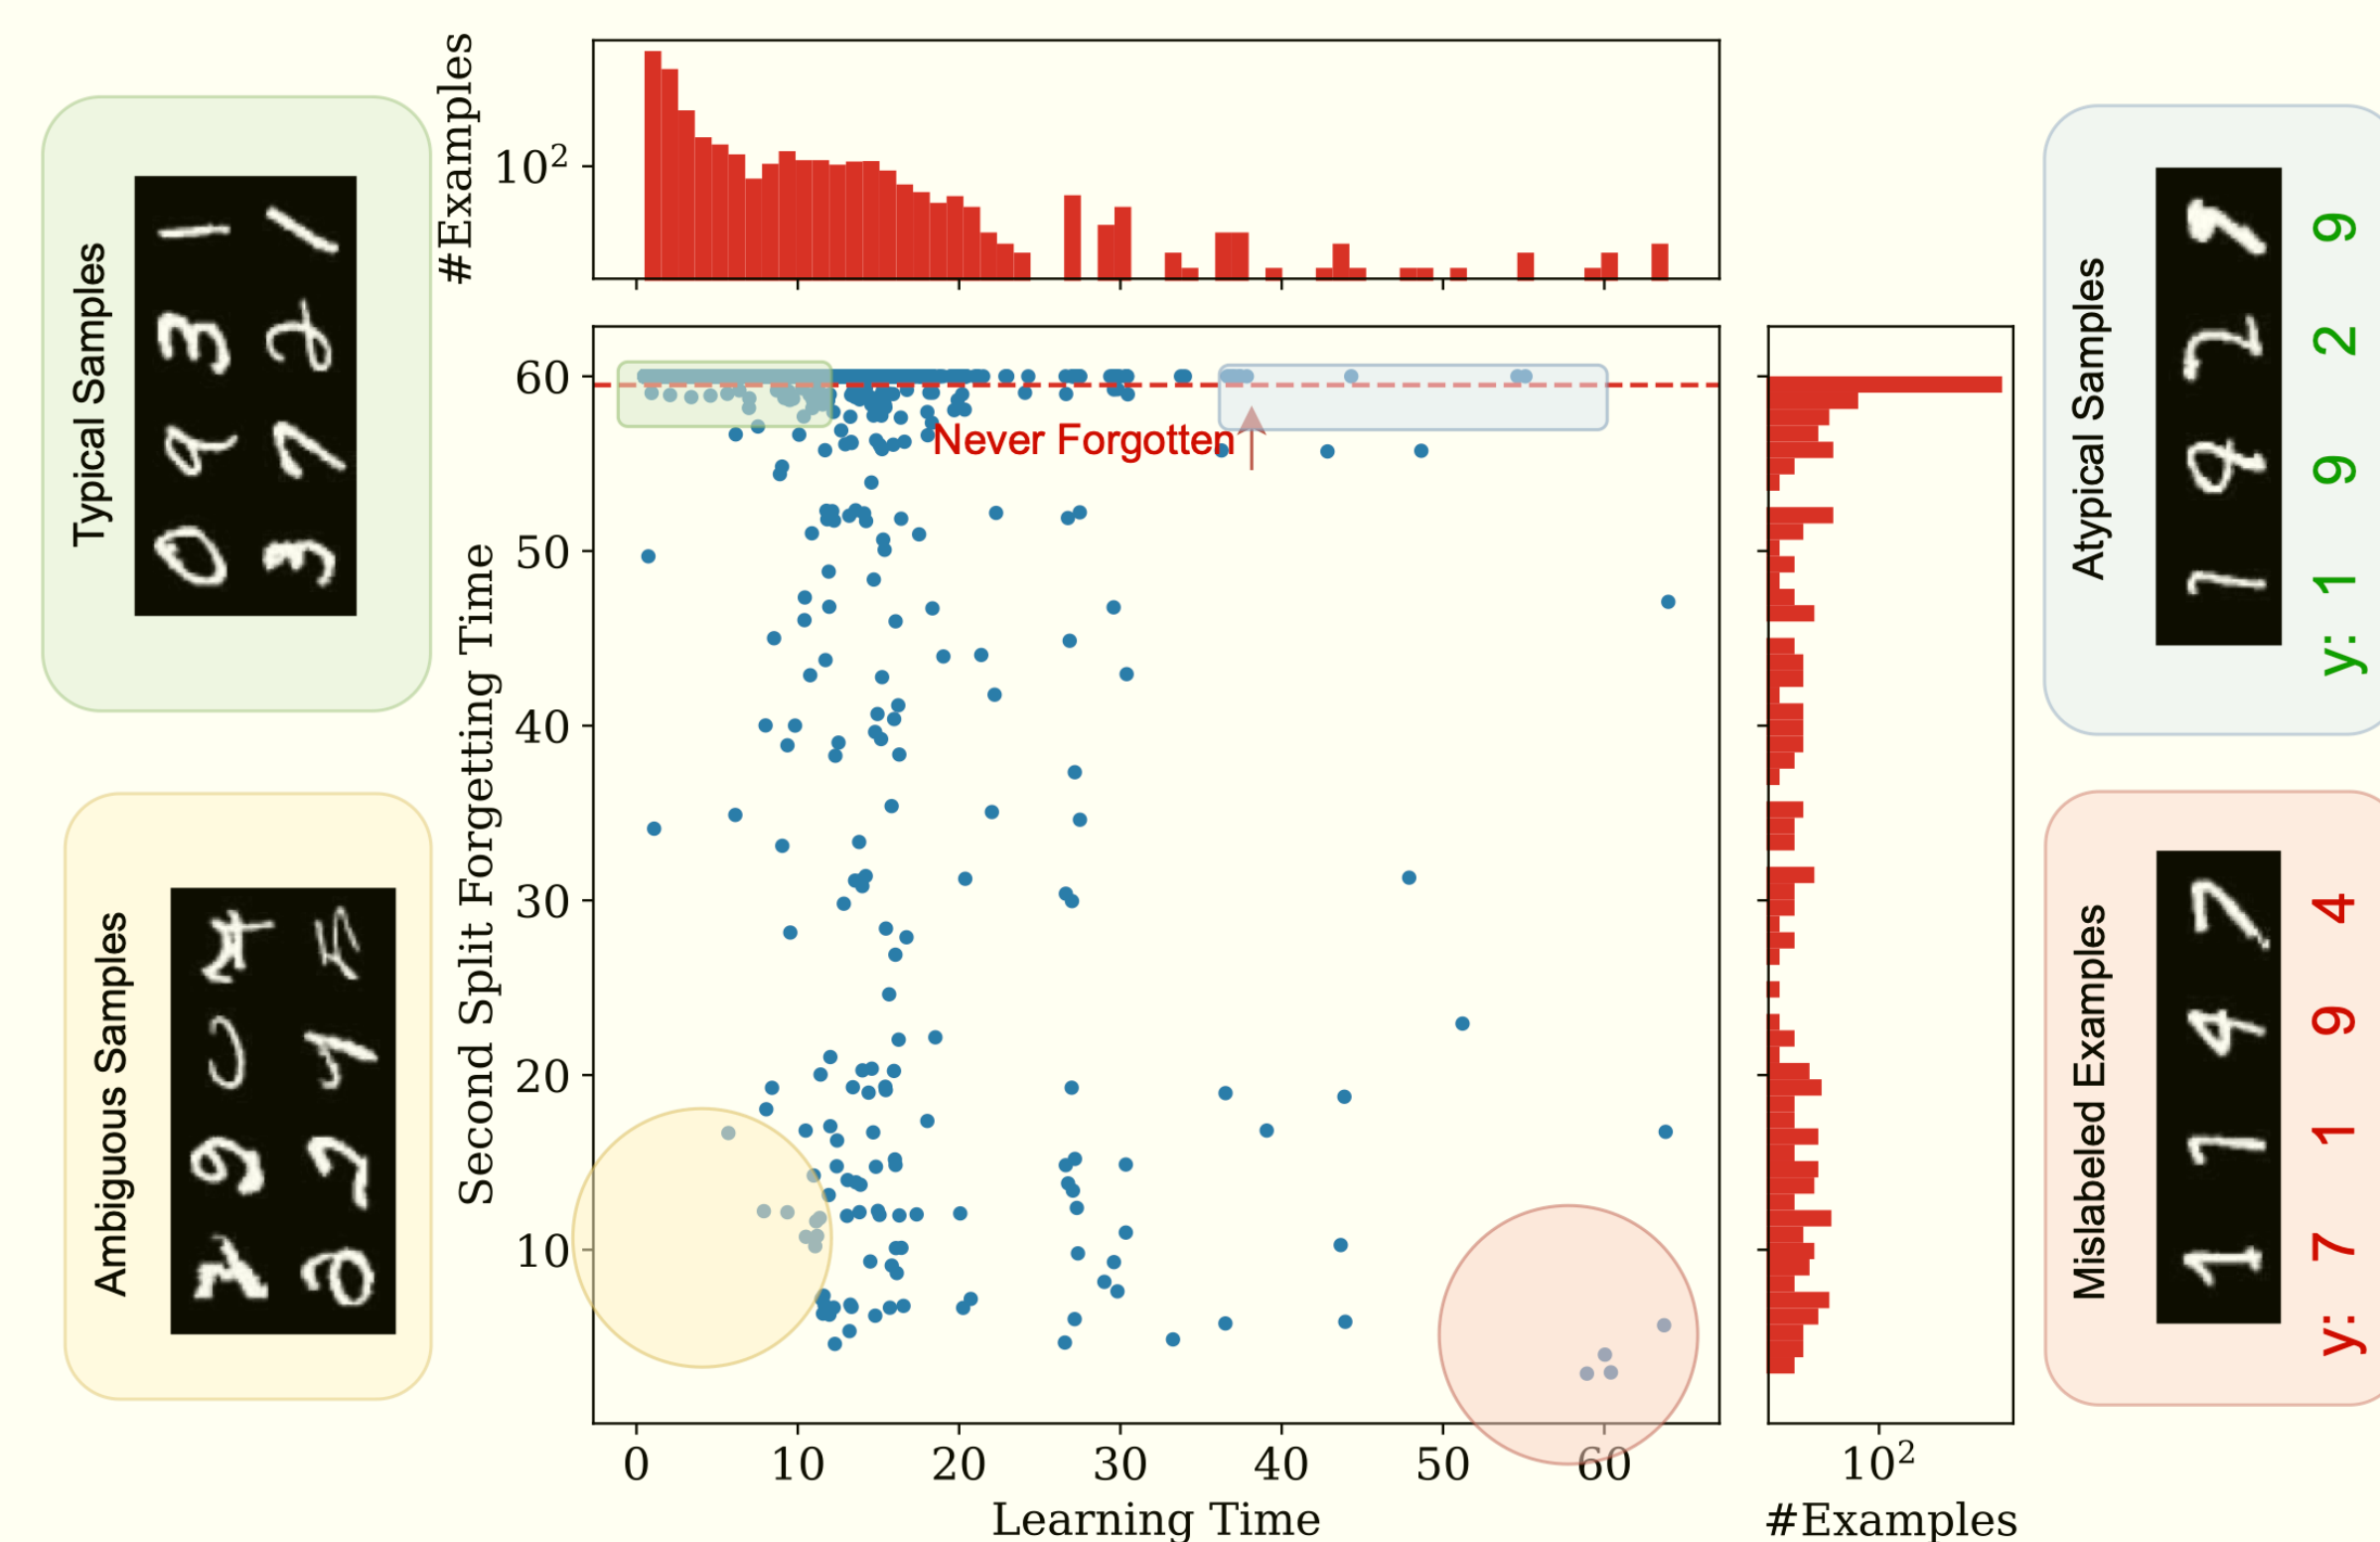 #Examples
10²
Typical Samples
Ambiguous Samples
Second Split Forgetting Time
60
50
40
30
20
10
Never Forgotten
0 10 20 30 40 50 60
Learning Time
10²
#Examples
Atypical Samples
y: 1 9 2 9
Mislabeled Examples
y: 7 1 9 4